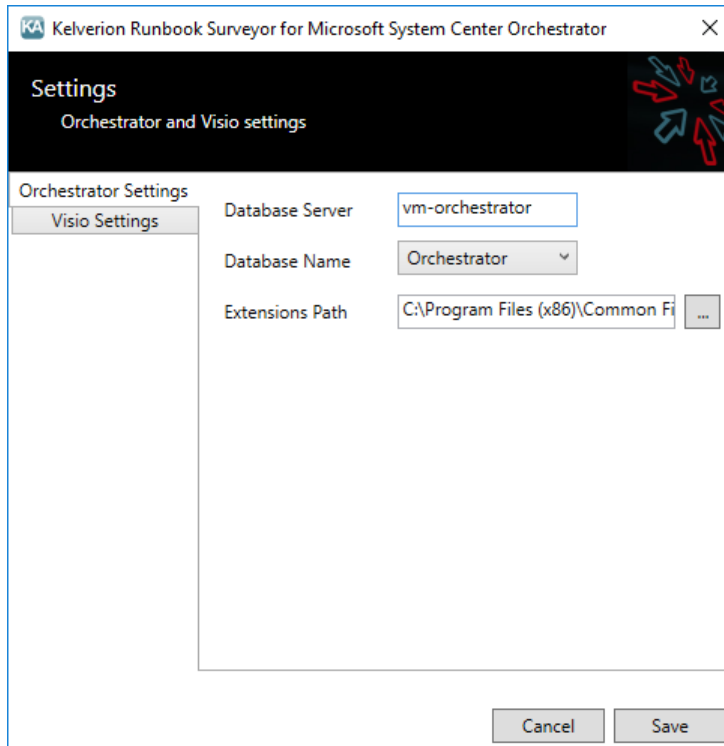 KA Kelverion Runbook Surveyor for Microsoft System Center Orchestrator
Settings
Orchestrator and Visio settings
Orchestrator Settings
Visio Settings
Database Server vm-orchestrator
Database Name Orchestrator
Extensions Path C:\Program Files (x86)\Common Fi ...
Cancel Save